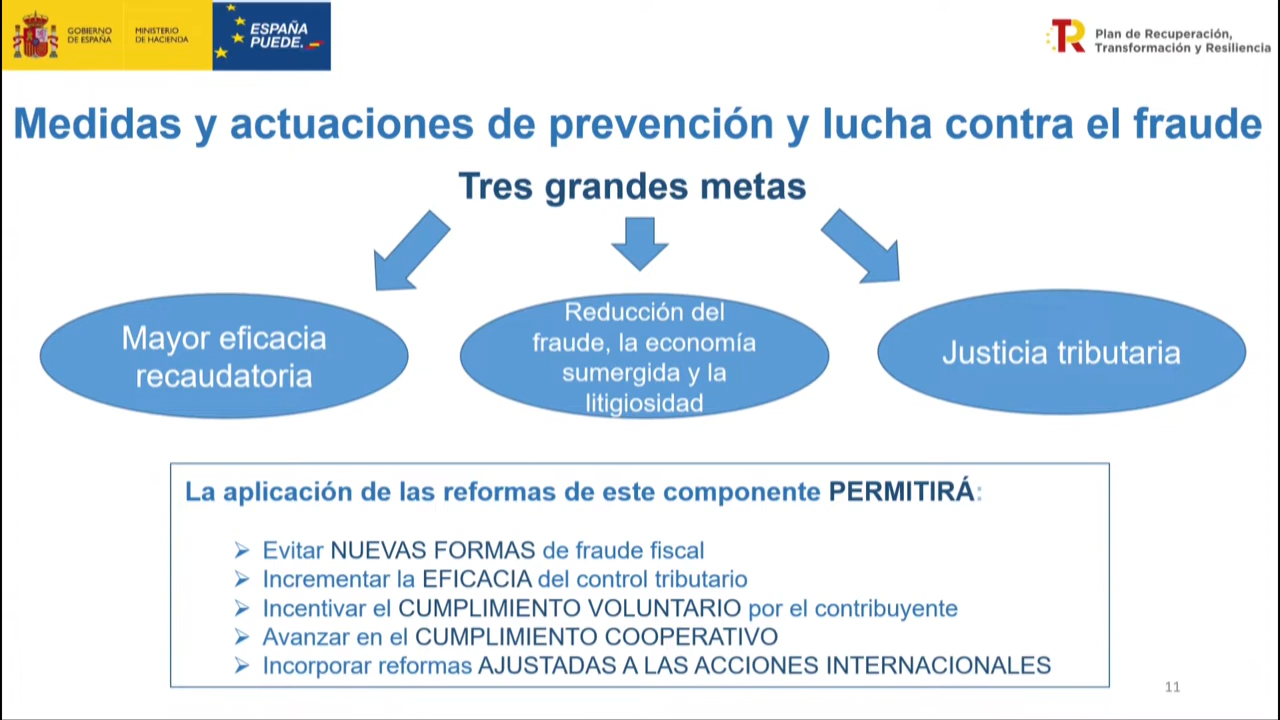 GOBIERNO
DE ESPAÑA
MINISTERIO
DE HACIENDA
ESPAÑA
PUEDE.
TR
Plan de Recuperación,
Transformación y Resiliencia
Medidas y actuaciones de prevención y lucha contra el fraude
Tres grandes metas
Mayor eficacia
recaudatoria
Reducción del
fraude, la economía
sumergida y la
litigiosidad
Justicia tributaria
La aplicación de las reformas de este componente PERMITIRÁ:
Evitar NUEVAS FORMAS de fraude fiscal
Incrementar la EFICACIA del control tributario
Incentivar el CUMPLIMIENTO VOLUNTARIO por el contribuyente
Avanzar en el CUMPLIMIENTO COOPERATIVO
Incorporar reformas AJUSTADAS A LAS ACCIONES INTERNACIONALES
11